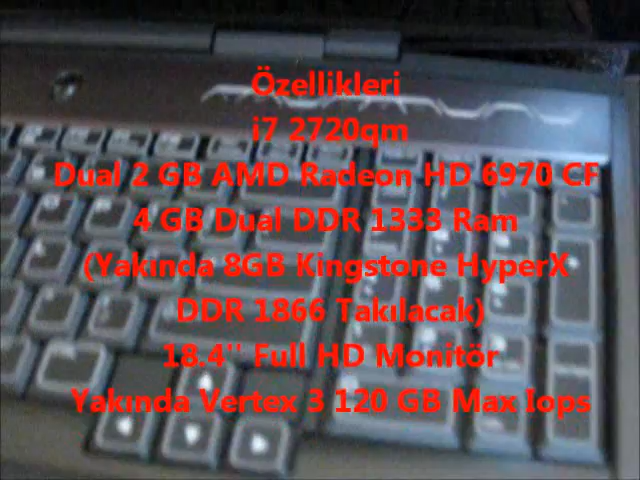 Özellikleri
i7 2720qm
Dual 2 GB AMD Radeon HD 6970 CF
4 GB Dual DDR 1333 Ram
(Yakında 8GB Kingstone HyperX
DDR 1866 Takılacak)
18.4'' Full HD Monitör
Yakında Vertex 3 120 GB Max Iops